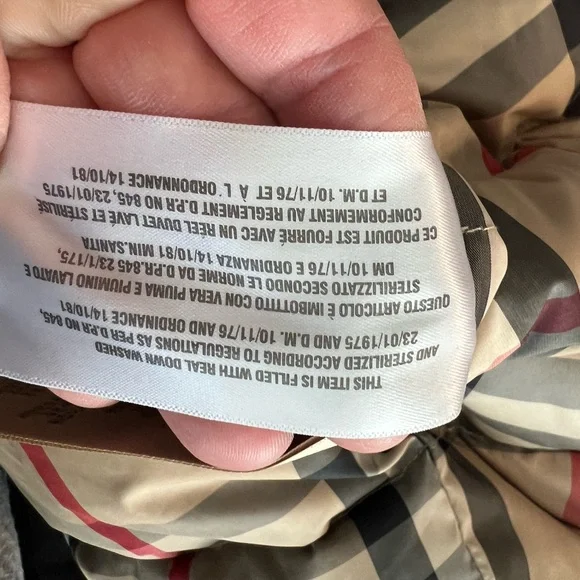 THIS ITEM IS FILLED WITH REAL DOWN WASHED
AND STERILIZED ACCORDING TO REGULATIONS AS PER D.PR NO 845,
23/01/1975 AND D.M. 10/11/76 AND ORDINANCE 14/10/81
QUESTO ARTICOLO È IMBOTTITO CON VERA PIUMA E PIUMINO LAVATO E
STERILIZZATO SECONDO LE NORME DA D.PR.845 23/1/175,
DM 10/11/76 E ORDINANZA 14/10/81 MIN.SANITA
CE PRODUIT EST FOURRÉ AVEC UN RÉEL DUVET LAVÉ ET STÉRILISÉ
CONFORMEMENT AU REGLEMENT D.PR NO 845, 23/01/1975
ET D.M. 10/11/76 ET À L'ORDONNANCE 14/10/81